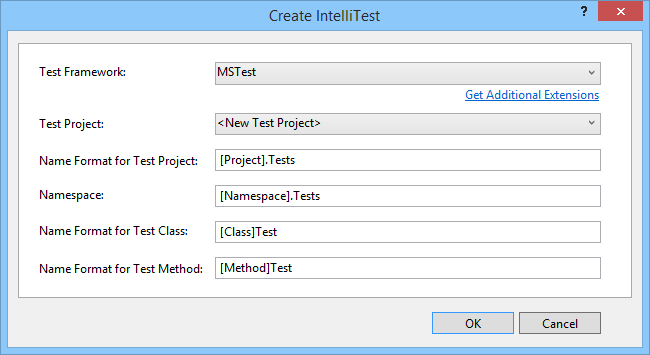 Create IntelliTest
?
Test Framework: MSTest
Get Additional Extensions
Test Project: <New Test Project>
Name Format for Test Project: [Project].Tests
Namespace: [Namespace].Tests
Name Format for Test Class: [Class]Test
Name Format for Test Method: [Method]Test
OK Cancel